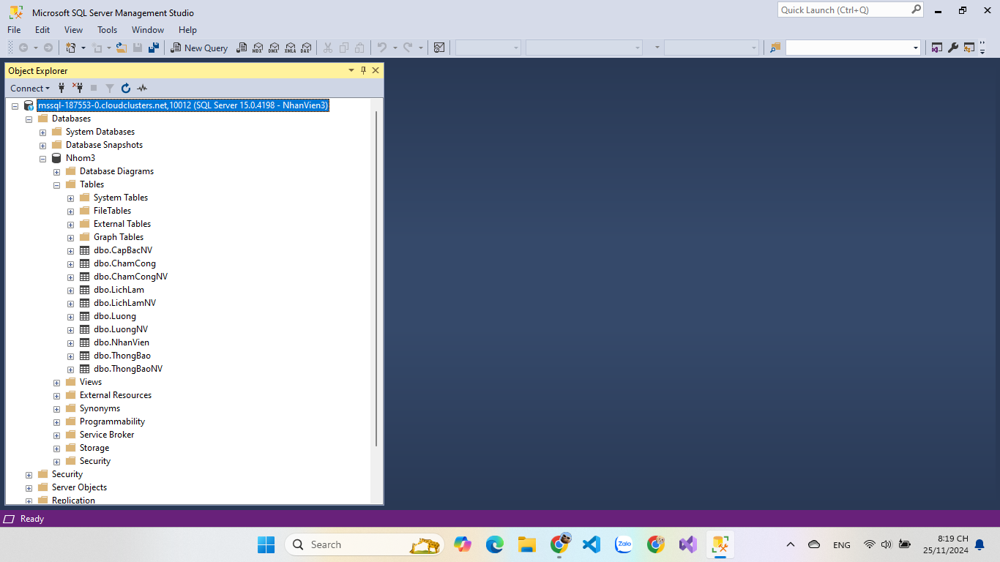 Microsoft SQL Server Management Studio
Quick Launch (Ctrl+Q)
File Edit View Tools Window Help
New Query MDX DMX XMLA DAX
Object Explorer
Connect
mssql-187553-0.cloudclusters.net,10012 (SQL Server 15.0.4198 - NhanVien3)
Databases
System Databases
Database Snapshots
Nhom3
Database Diagrams
Tables
System Tables
FileTables
External Tables
Graph Tables
dbo.CapBacNV
dbo.ChamCong
dbo.ChamCongNV
dbo.LichLam
dbo.LichLamNV
dbo.Luong
dbo.LuongNV
dbo.NhanVien
dbo.ThongBao
dbo.ThongBaoNV
Views
External Resources
Synonyms
Programmability
Service Broker
Storage
Security
Security
Server Objects
Replication
Ready
Search
Zalo
ENG
8:19 CH
25/11/2024